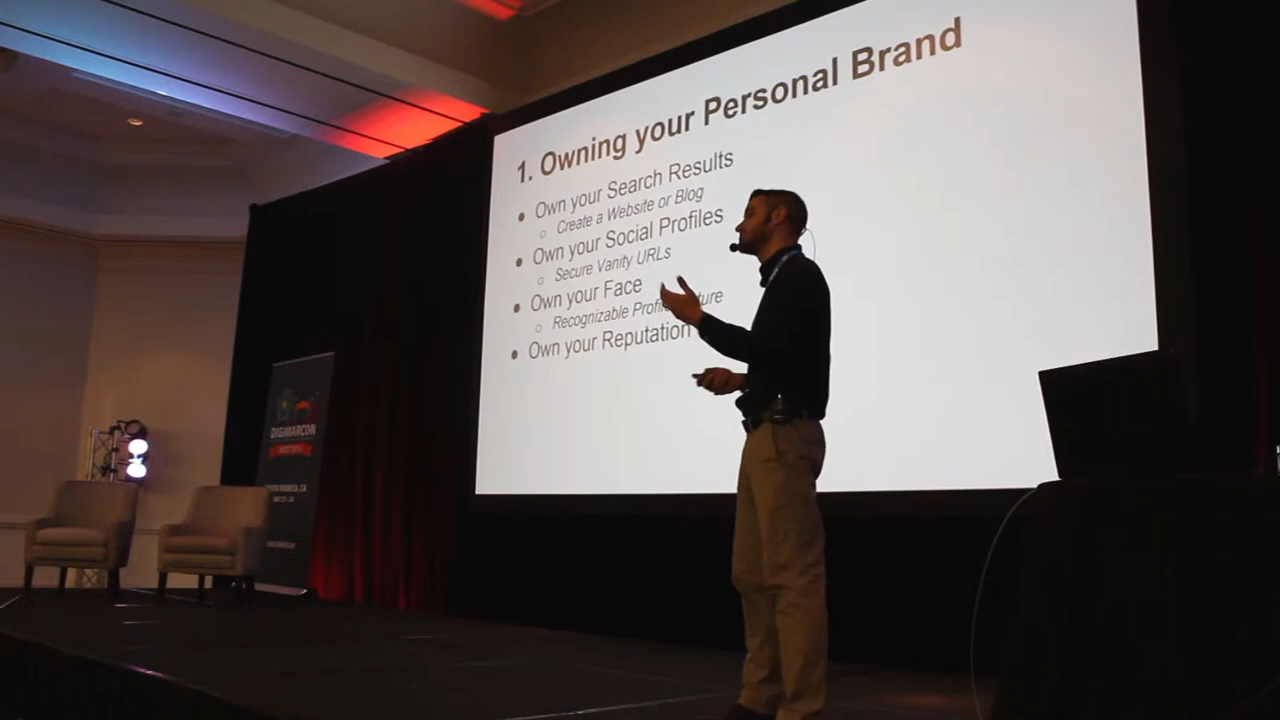 1. Owning your Personal Brand
Own your Search Results
Create a Website or Blog
Own your Social Profiles
Secure Vanity URLs
Own your Face
Recognizable
Own your Reputation
DIGIMARCON